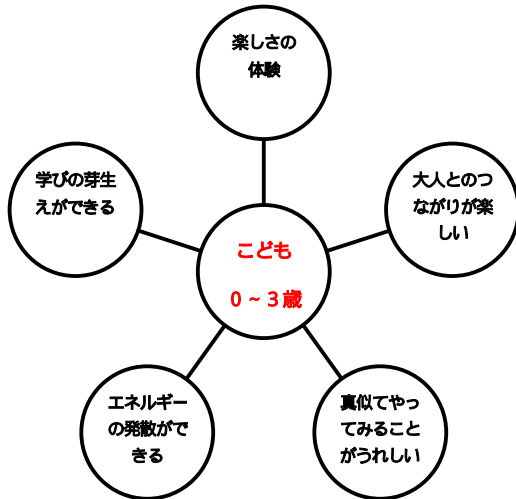 楽しさの
体験
学びの芽生
えができる
大人とのつ
ながりが楽
しい
こども
０～３歳
エネルギー
の発散がで
きる
真似てやっ
てみること
がうれしい